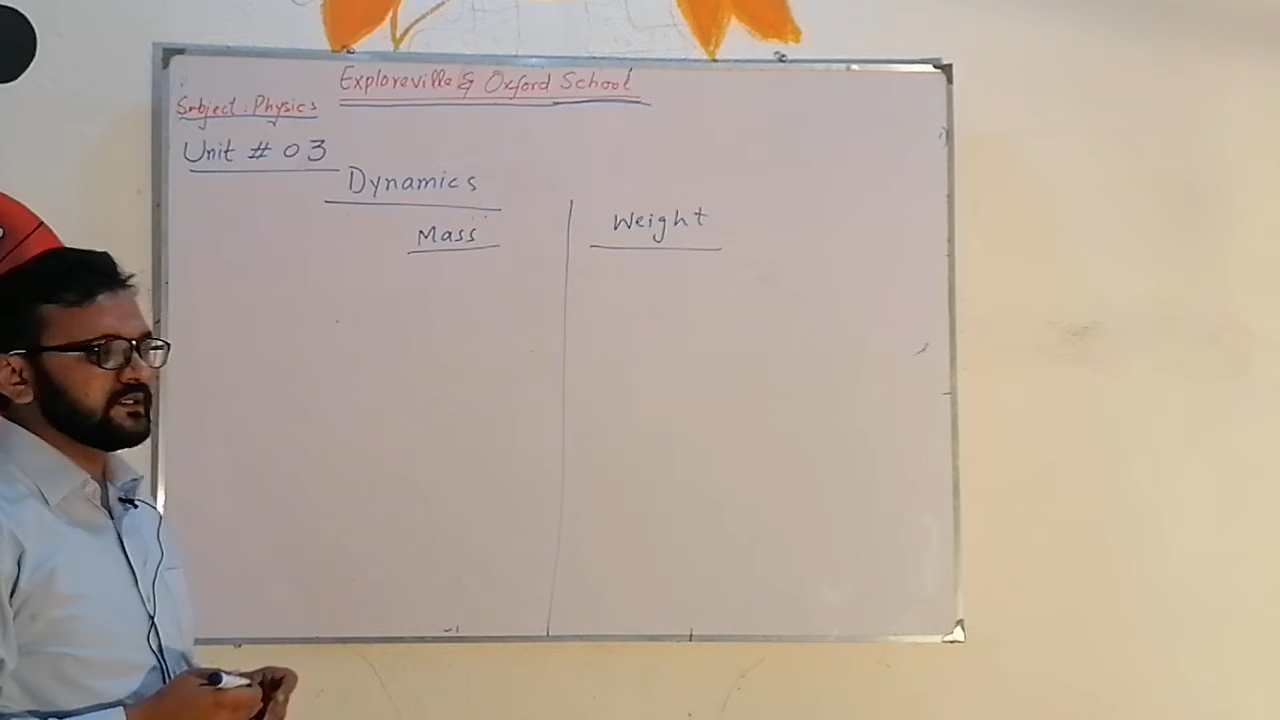 Exploreville & Oxford School
Subject: Physics
Unit # 03
Dynamics
Mass
Weight